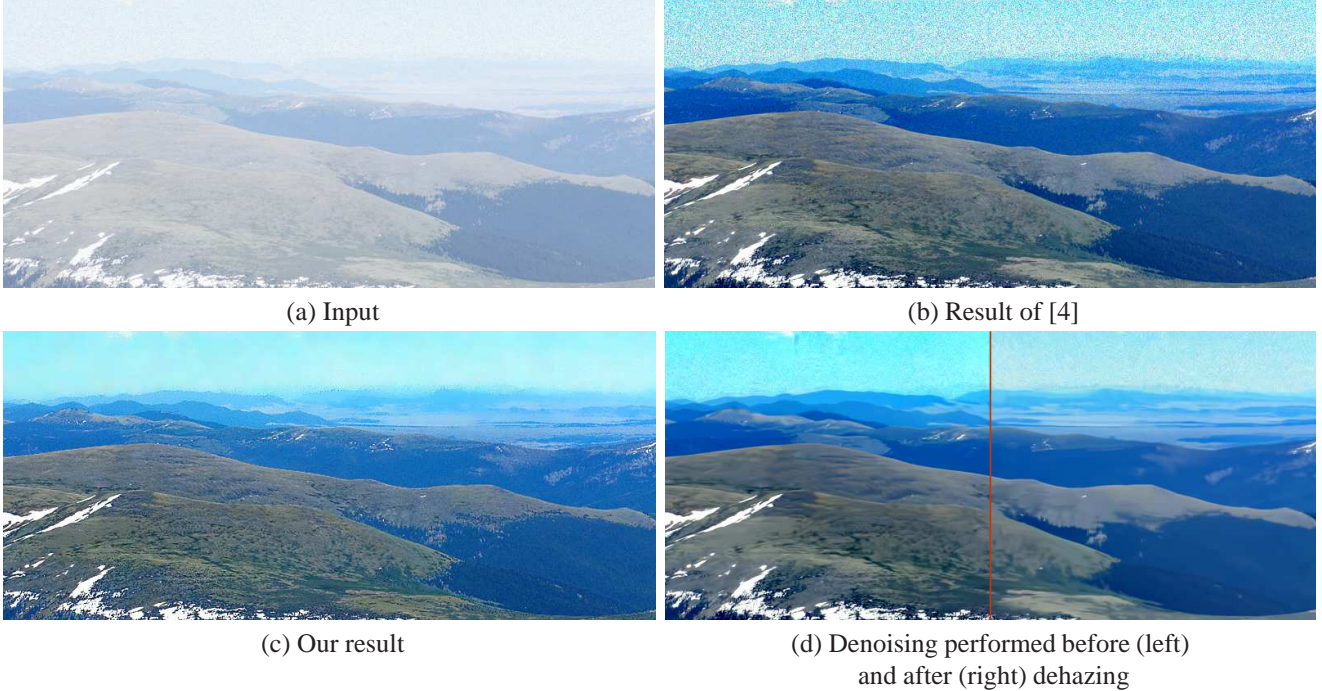 (a) Input
(b) Result of [4]
(c) Our result
(d) Denoising performed before (left)
and after (right) dehazing